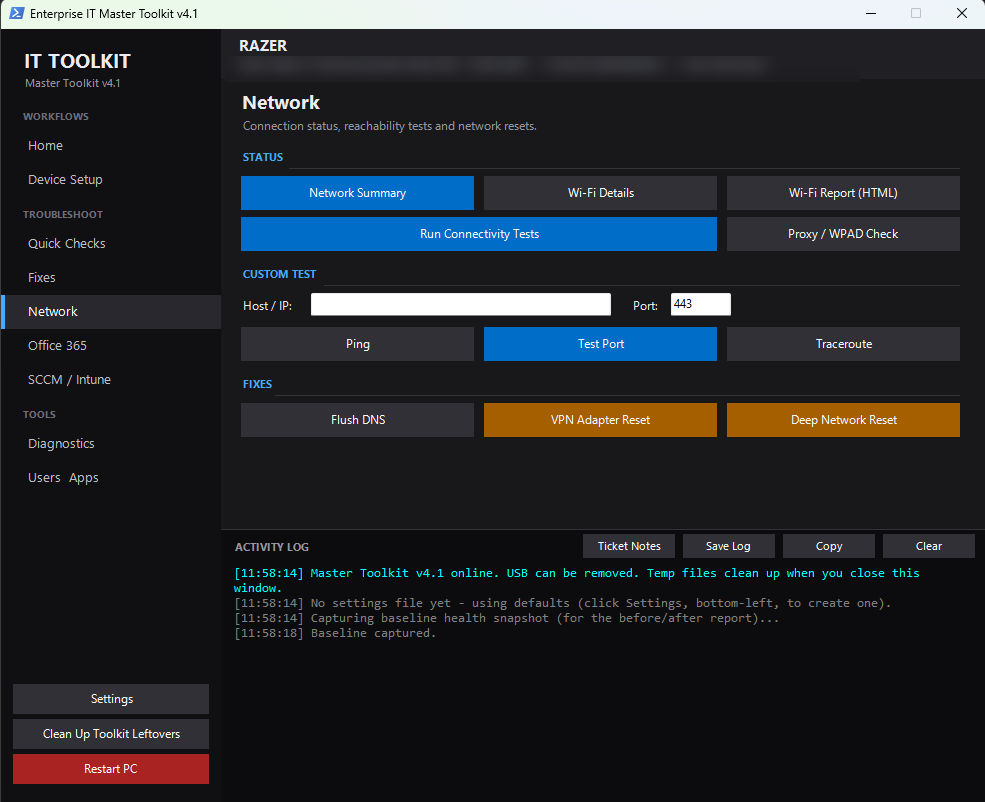 Enterprise IT Master Toolkit v4.1
IT TOOLKIT
Master Toolkit v4.1
WORKFLOWS
Home
Device Setup
TROUBLESHOOT
Quick Checks
Fixes
Network
Office 365
SCCM / Intune
TOOLS
Diagnostics
Users Apps
Settings
Clean Up Toolkit Leftovers
Restart PC
RAZER
Network
Connection status, reachability tests and network resets.
STATUS
Network Summary
Wi-Fi Details
Wi-Fi Report (HTML)
Run Connectivity Tests
Proxy / WPAD Check
CUSTOM TEST
Host / IP:
Port: 443
Ping
Test Port
Traceroute
FIXES
Flush DNS
VPN Adapter Reset
Deep Network Reset
ACTIVITY LOG
Ticket Notes
Save Log
Copy
Clear
[11:58:14] Master Toolkit v4.1 online. USB can be removed. Temp files clean up when you close this
window.
[11:58:14] No settings file yet - using defaults (click Settings, bottom-left, to create one).
[11:58:14] Capturing baseline health snapshot (for the before/after report)...
[11:58:18] Baseline captured.